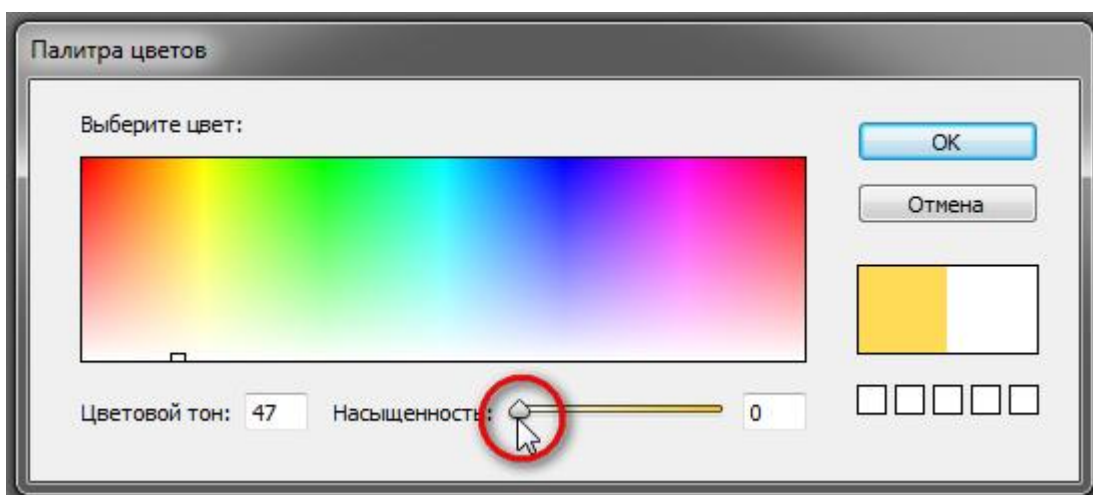 Палитра цветов
Выберите цвет:
OK
Отмена
Цветовой тон: 47 Насыщенность: 0